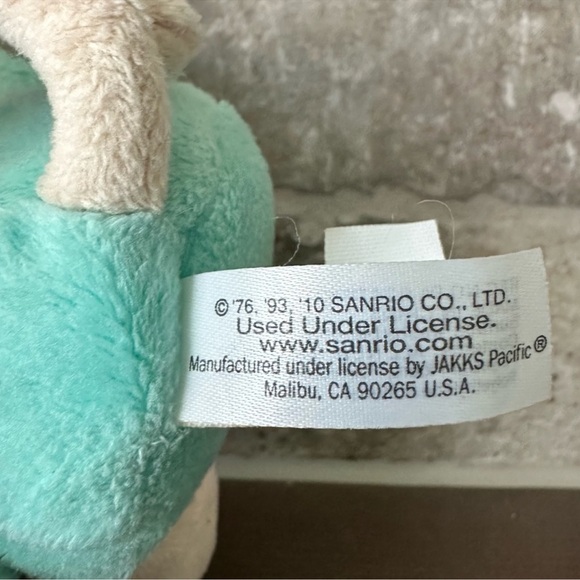 © '76, '93, '10 SANRIO CO., LTD.
Used Under License.
www.sanrio.com
Manufactured under license by JAKKS Pacific®
Malibu, CA 90265 U.S.A.